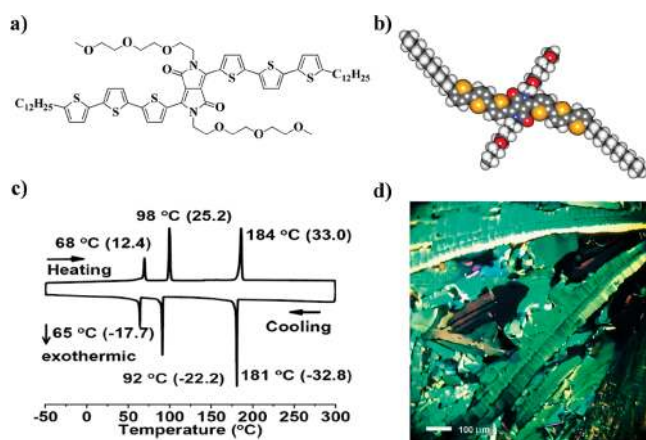 a)
O O O
C12H25
S S S
O
N
N
O
C12H25
S S S
O O O
b)
c)
98 °C (25.2)
184 °C (33.0)
68 °C (12.4)
Heating
65 °C (-17.7)
Cooling
exothermic
92 °C (-22.2)
181 °C (-32.8)
-50 0 50 100 150 200 250 300
Temperature (°C)
d)
100 μm